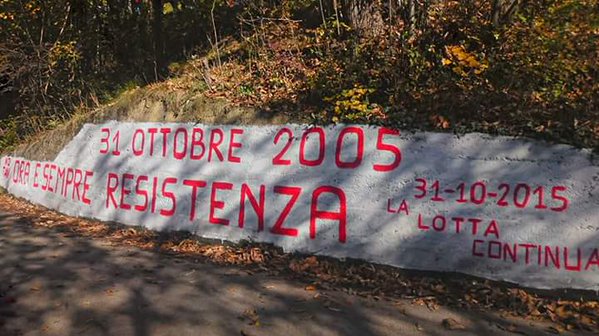 31 OTTOBRE 2005
ORA E SEMPRE RESISTENZA
31-10-2015
LA LOTTA
CONTINUA